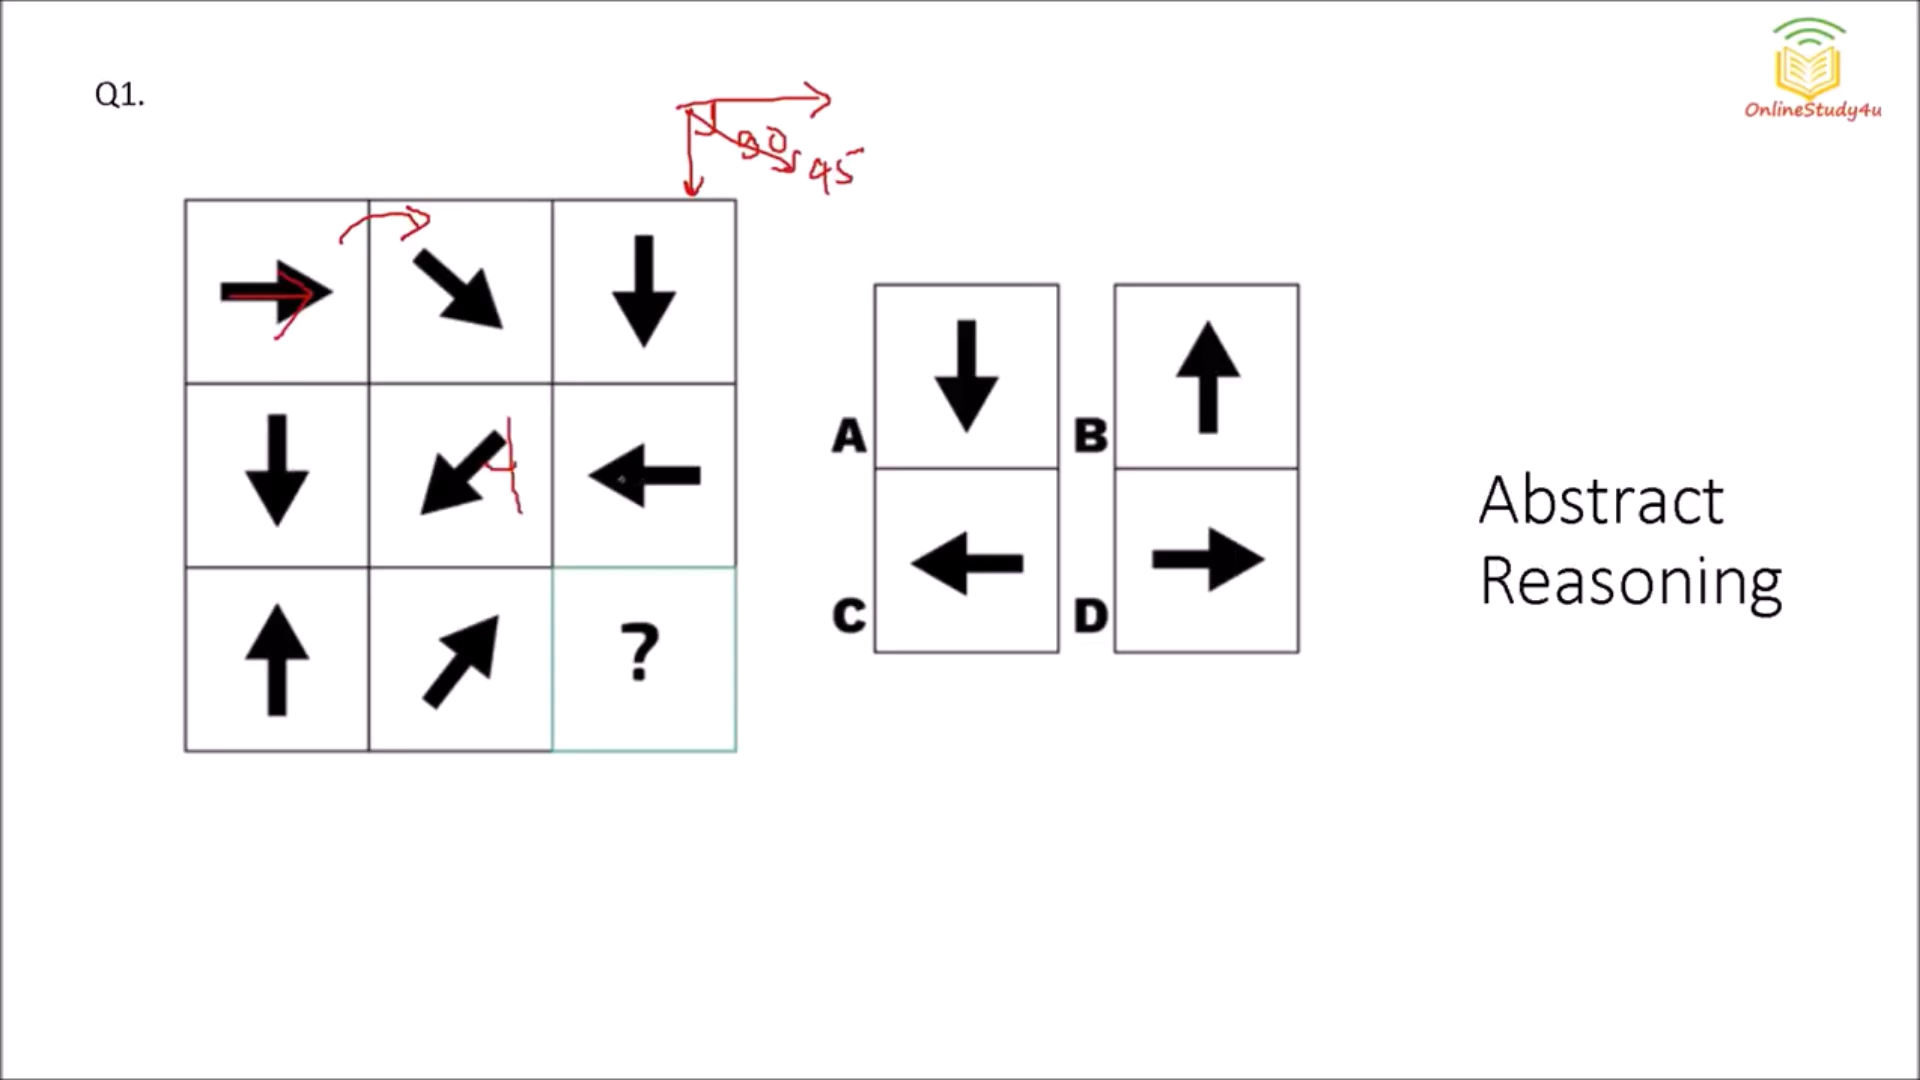 Q1.
OnlineStudy4u
90
45
A
B
Abstract
Reasoning
C
D
?